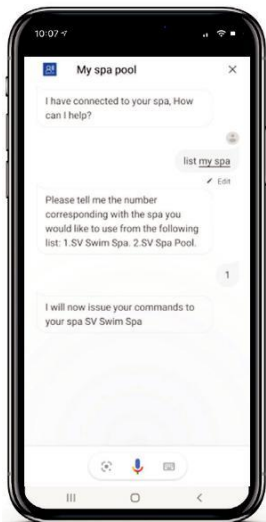 10:07
My spa pool
I have connected to your spa, How
can I help?
list my spa
Edit
Please tell me the number
corresponding with the spa you
would like to use from the following
list: 1.SV Swim Spa. 2.SV Spa Pool.
1
I will now issue your commands to
your spa SV Swim Spa